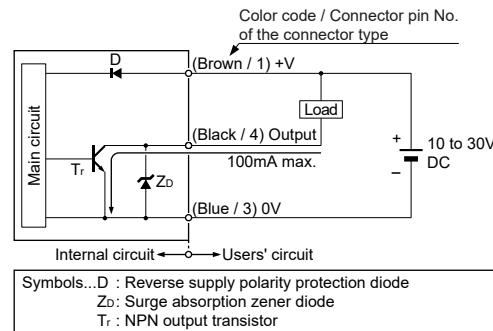 Color code / Connector pin No.
of the connector type
D
(Brown / 1) +V
Load
Main circuit
(Black / 4) Output
+
10 to 30V
DC
−
Tr
100mA max.
ZD
(Blue / 3) 0V
Internal circuit
Users' circuit
Symbols...D : Reverse supply polarity protection diode
ZD : Surge absorption zener diode
Tr : NPN output transistor